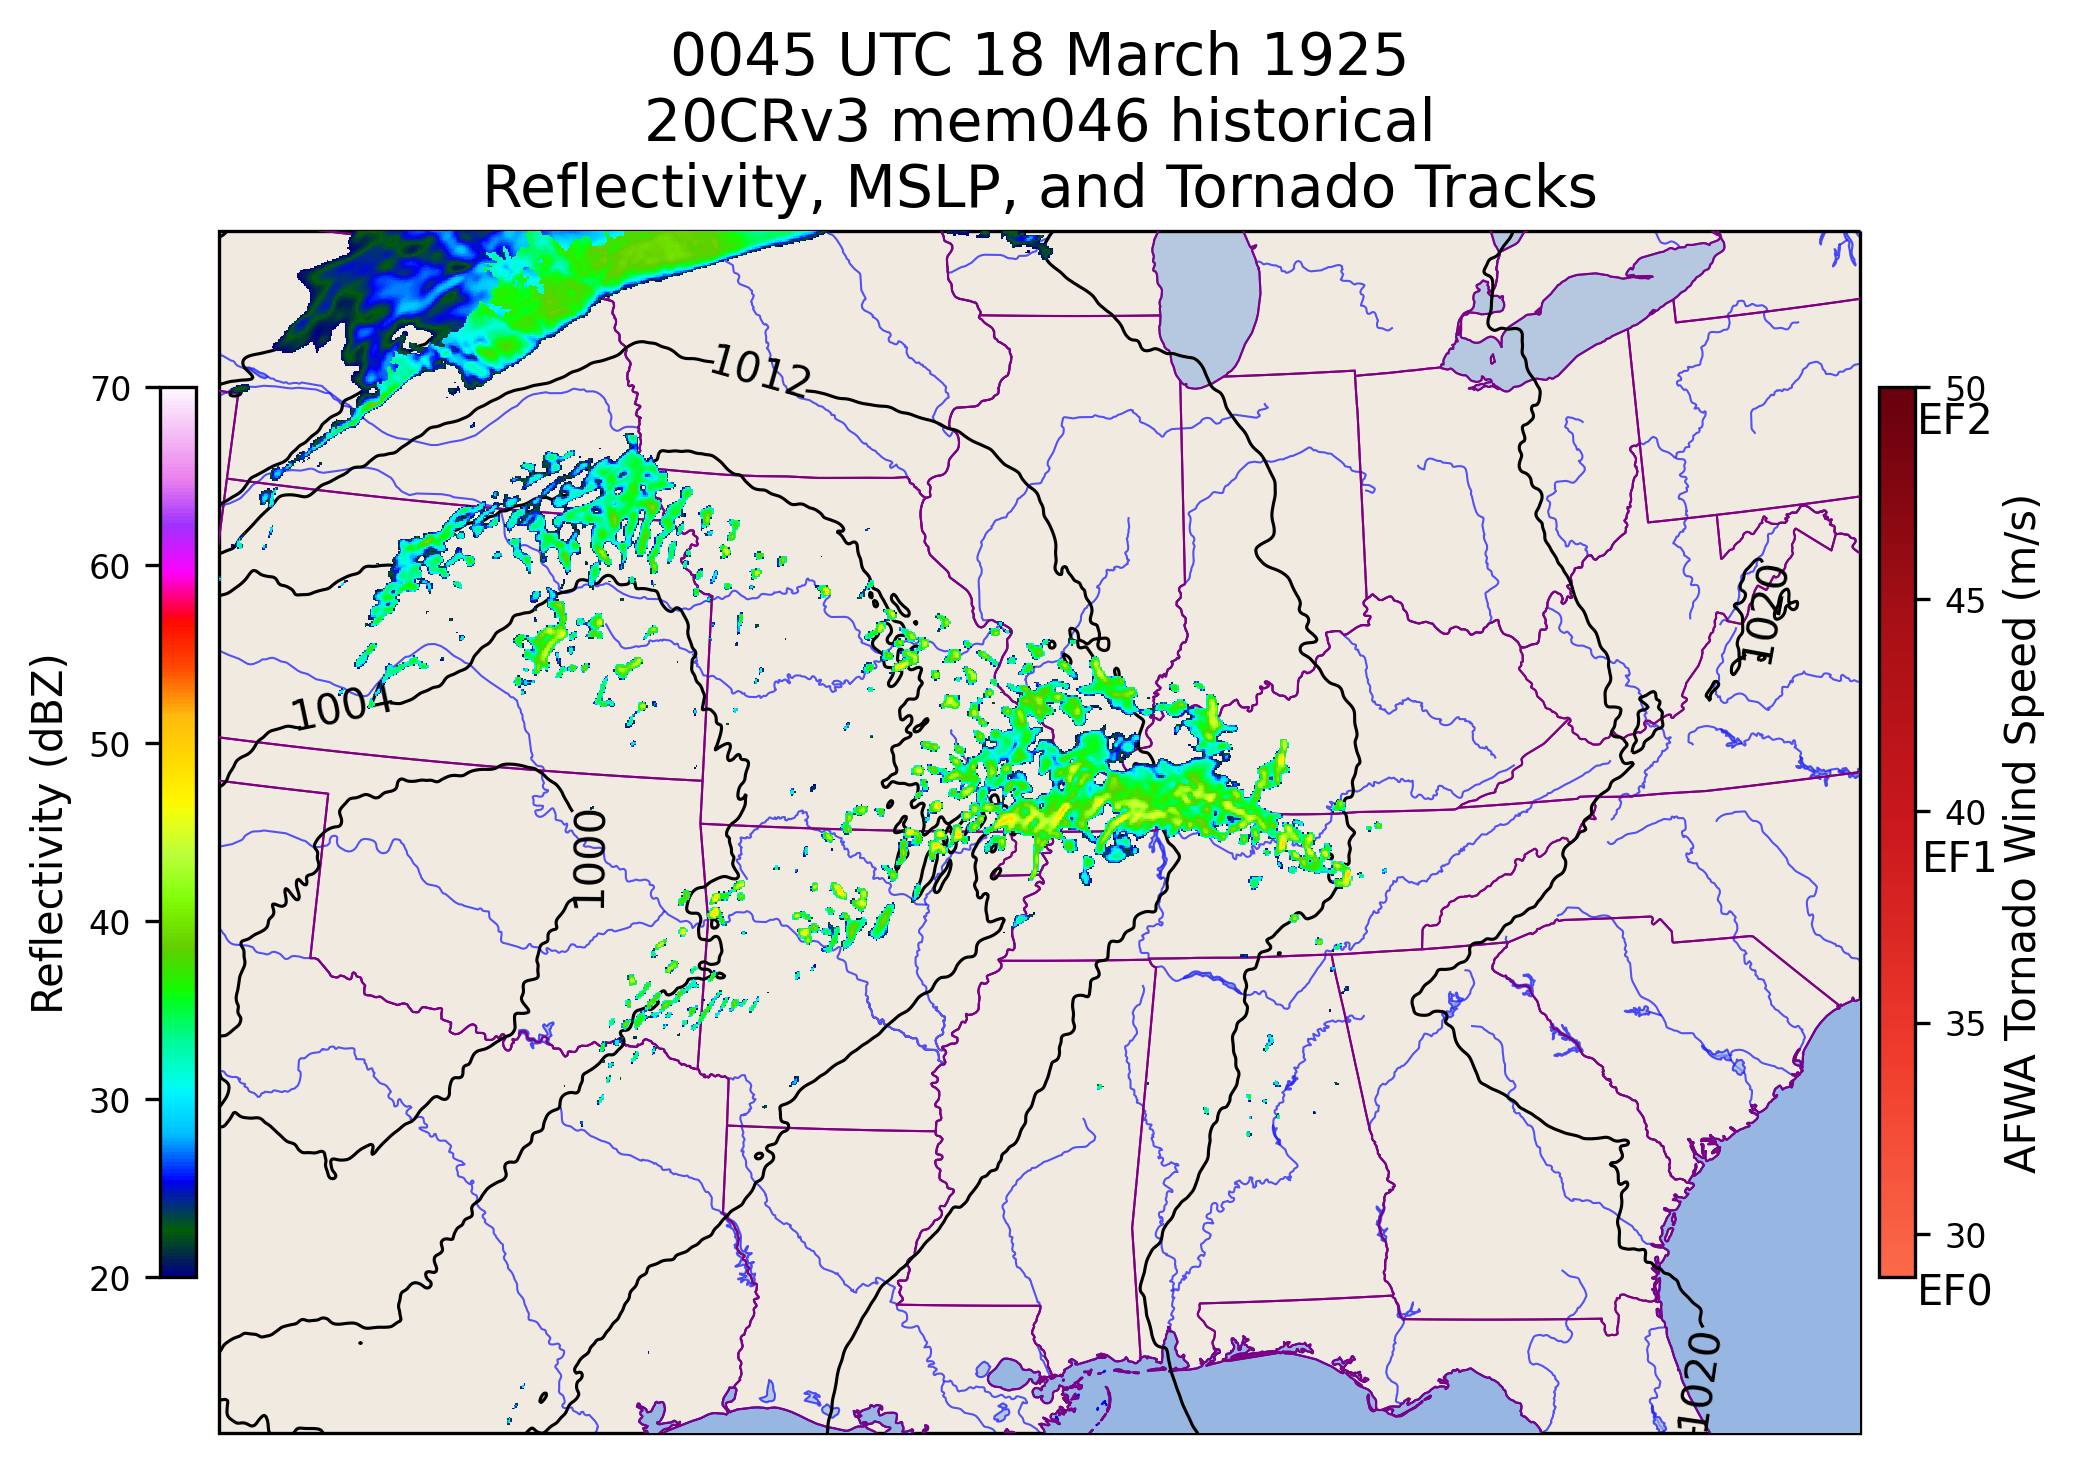 0045 UTC 18 March 1925
20CRv3 mem046 historical
Reflectivity, MSLP, and Tornado Tracks
70
60
50
40
30
20
Reflectivity (dBZ)
1012
1004
1000
1020
1020
50
EF2
45
40
EF1
35
30
EF0
AFWA Tornado Wind Speed (m/s)